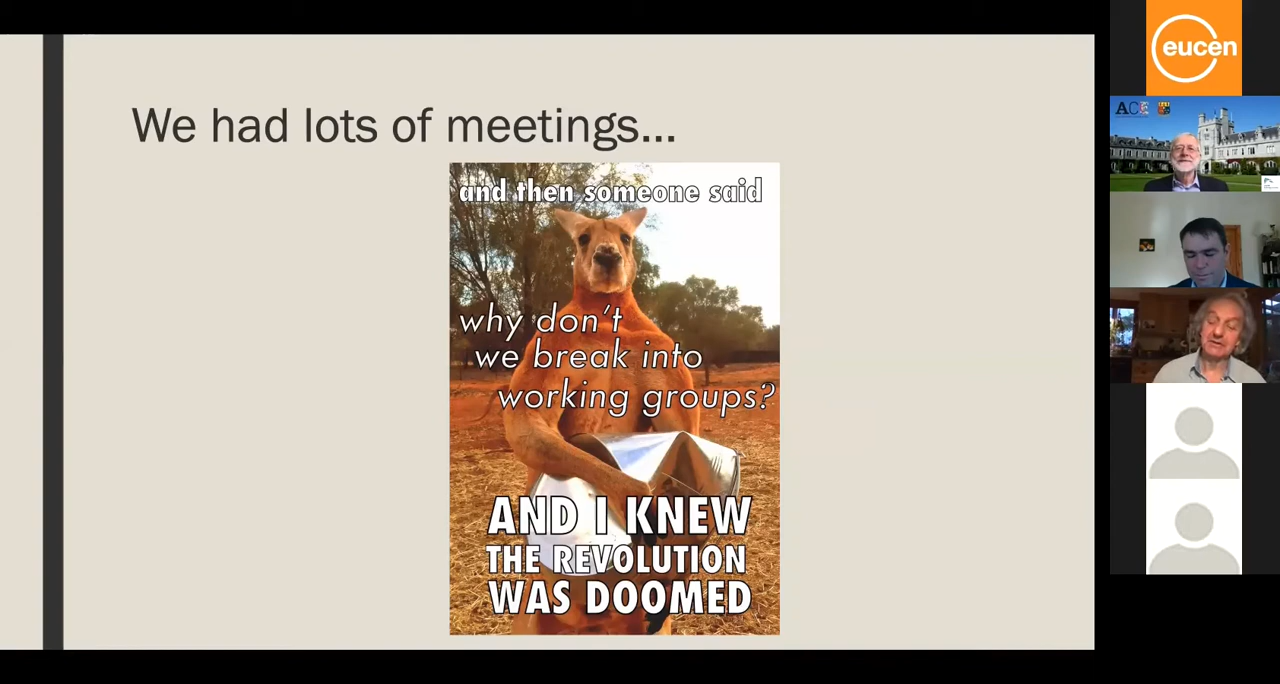 We had lots of meetings...
and then someone said
why don't
we break into
working groups?
AND I KNEW
THE REVOLUTION
WAS DOOMED
eucen
ACE